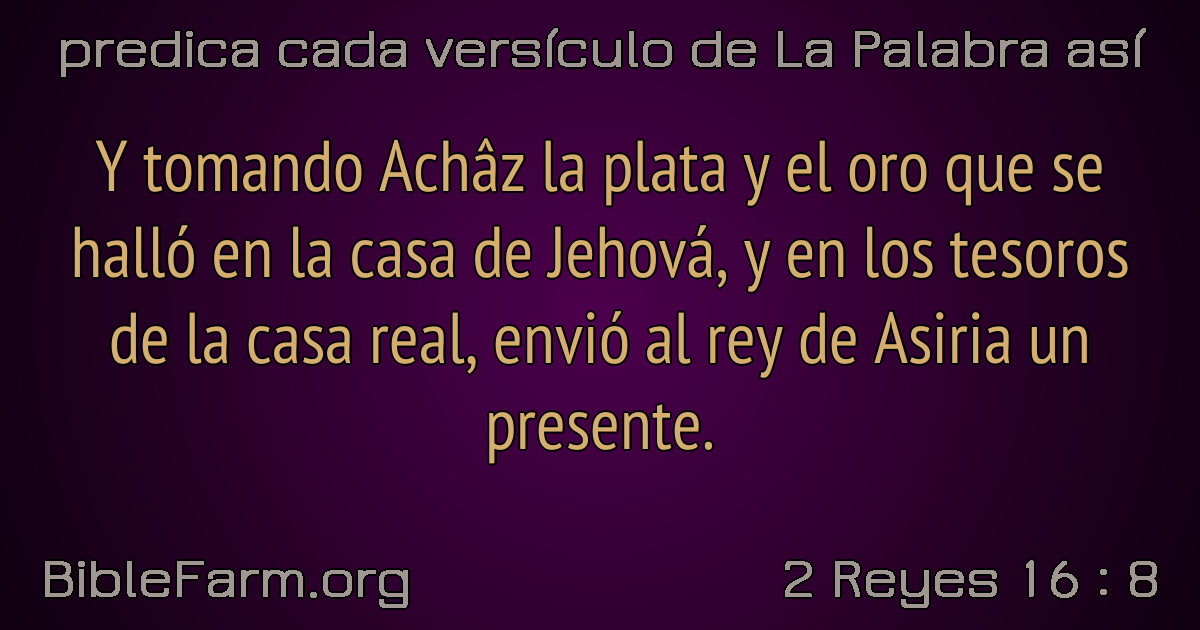 predica cada versículo de La Palabra así
Y tomando Achâz la plata y el oro que se
halló en la casa de Jehová, y en los tesoros
de la casa real, envió al rey de Asiria un
presente.
BibleFarm.org
2 Reyes 16 : 8